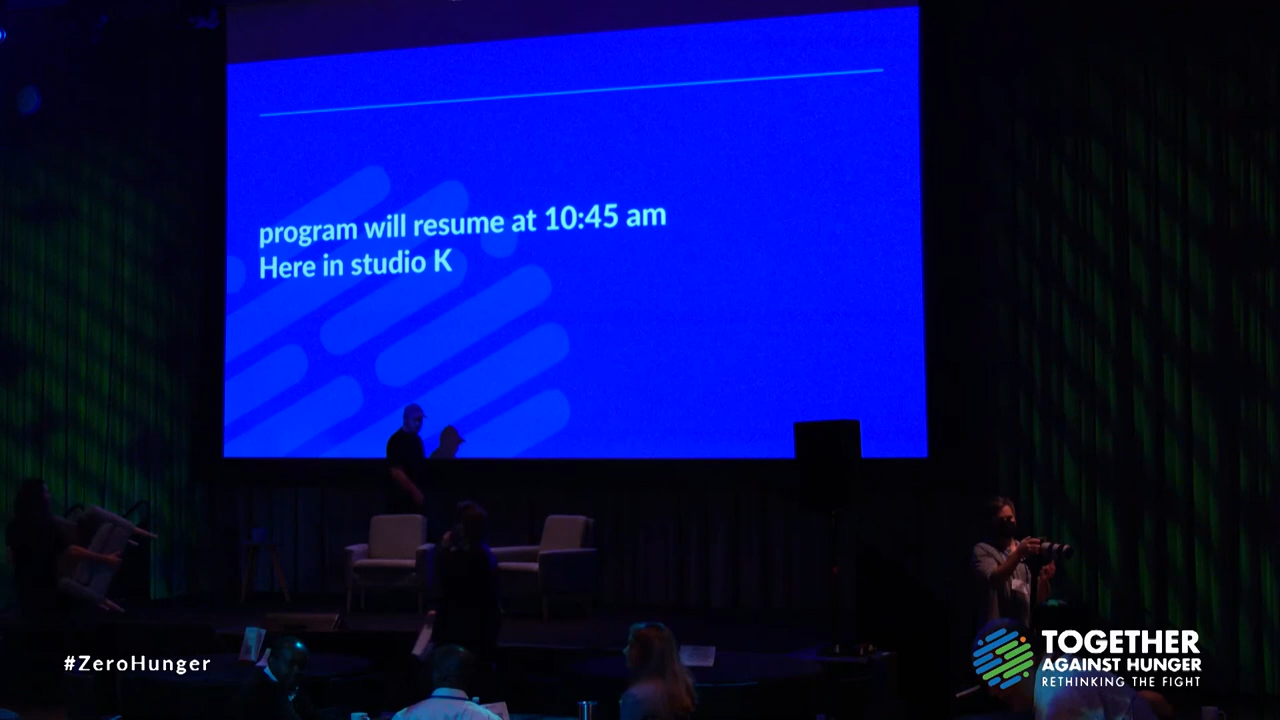 program will resume at 10:45 am
Here in studio K
#ZeroHunger
TOGETHER
AGAINST HUNGER
RETHINKING THE FIGHT